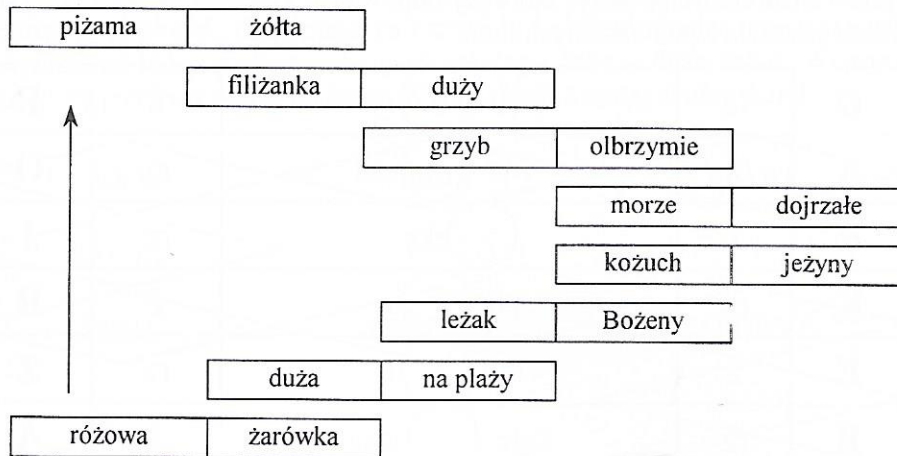 piżama żółta
filiżanka duży
grzyb olbrzymie
morze dojrzałe
kożuch jeżyny
leżak Bożeny
duża na plaży
różowa żarówka